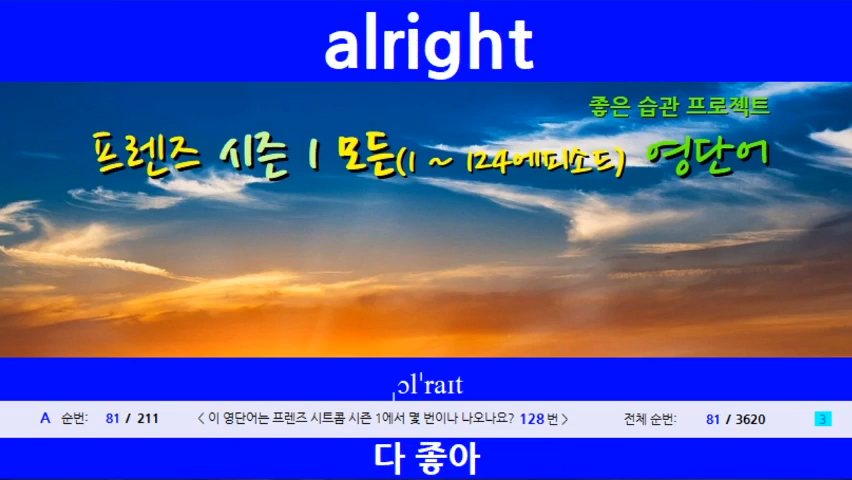 alright
좋은 습관 프로젝트
프렌즈 시즌 1 모든(1 ~ 124에피소드) 영단어
ˌɔlˈraɪt
A 순번: 81 / 211 < 이 영단어는 프렌즈 시트콤 시즌 1에서 몇 번이나 나오나요? 128 번 > 전체 순번: 81 / 3620 3
다 좋아